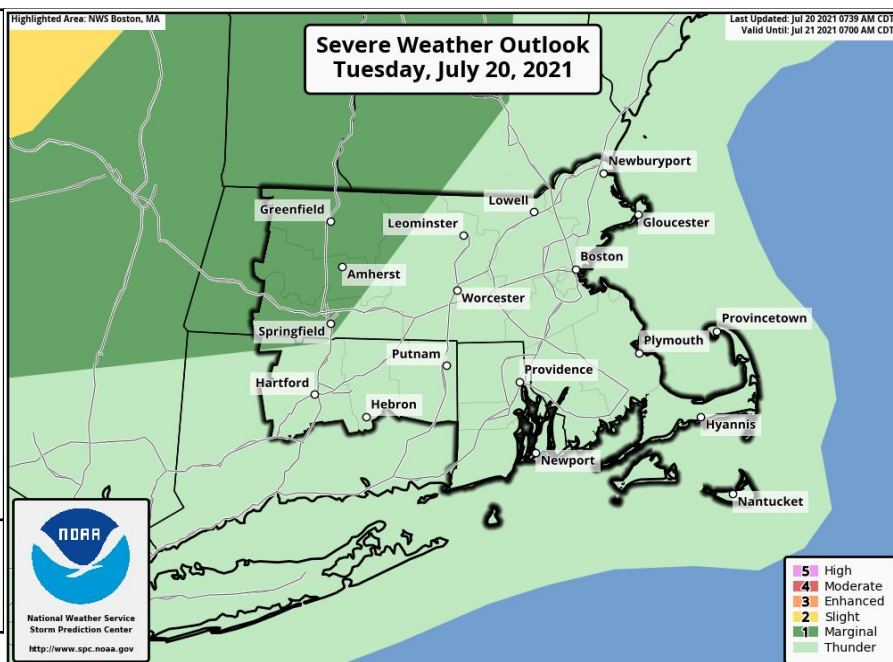 Highlighted Area: NWS Boston, MA
Last Updated: Jul 20 2021 0739 AM CDT
Valid Until: Jul 21 2021 0700 AM CDT
Severe Weather Outlook
Tuesday, July 20, 2021
Newburyport
Lowell
Greenfield
Leominster
Gloucester
Boston
Amherst
Worcester
Provincetown
Springfield
Plymouth
Putnam
Providence
Hartford
Hebron
Hyannis
Newport
Nantucket
NOAA
National Weather Service
Storm Prediction Center
http://www.spc.noaa.gov
5 High
4 Moderate
3 Enhanced
2 Slight
1 Marginal
Thunder